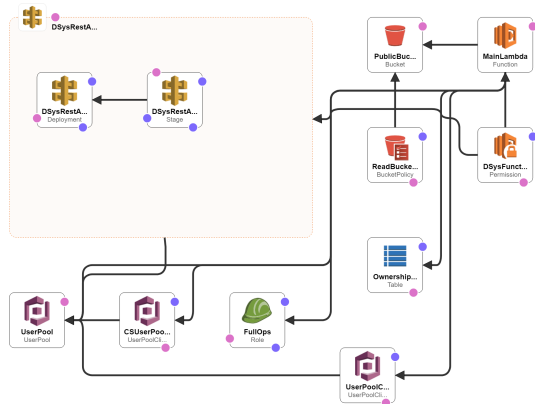 DSysRestA...
DSysRestA...
Deployment
DSysRestA...
Stage
PublicBuc...
Bucket
MainLambda
Function
ReadBucke...
BucketPolicy
DSysFunct...
Permission
Ownership...
Table
UserPool
UserPool
CSUserPoo...
UserPoolCli...
FullOps
Role
UserPoolC...
UserPoolCli...